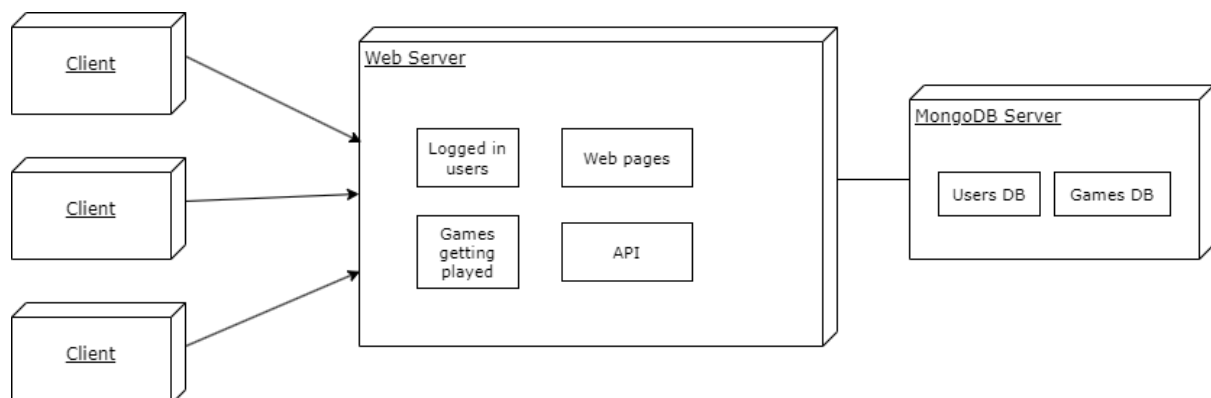 Client
Client
Client
Web Server
Logged in
users
Web pages
Games
getting
played
API
MongoDB Server
Users DB
Games DB